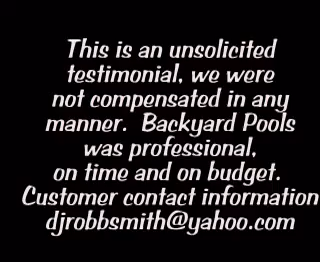 This is an unsolicited
testimonial, we were
not compensated in any
manner.  Backyard Pools
was professional,
on time and on budget.
Customer contact information
djrobbsmith@yahoo.com